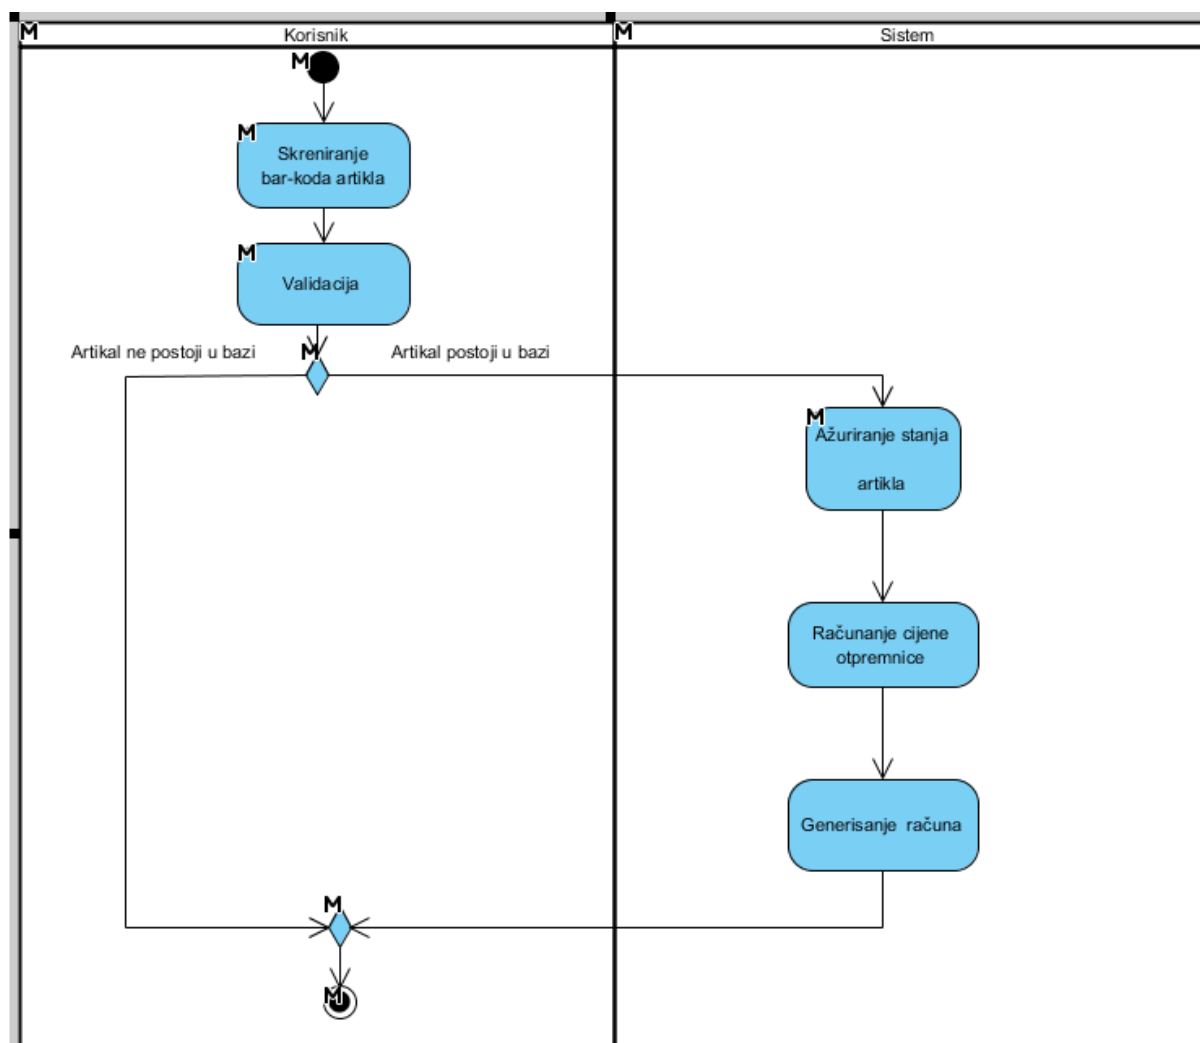 M
Korisnik
M
Sistem
M
M
Skreniranje
bar-koda artikla
M
Validacija
Artikal ne postoji u bazi
M
Artikal postoji u bazi
M
Ažuriranje stanja
artikla
Računanje cijene
otpremnice
Generisanje računa
M
M